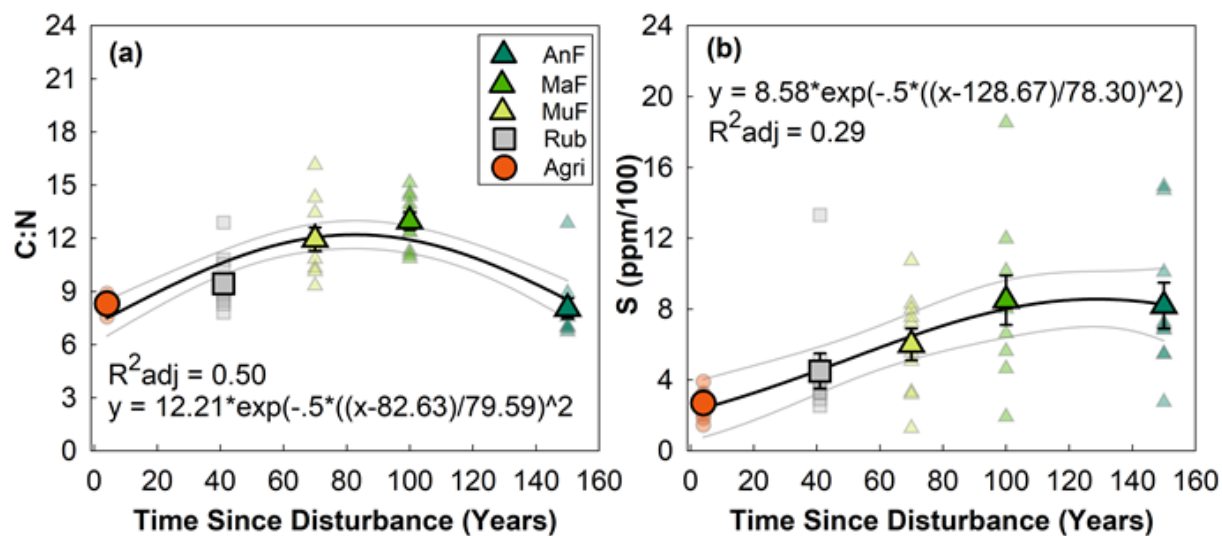 (a)
AnF
MaF
MuF
Rub
Agri
R²adj = 0.50
y = 12.21*exp(-.5*((x-82.63)/79.59)^2
C:N
24
21
18
15
12
9
6
3
0
0 20 40 60 80 100 120 140 160
Time Since Disturbance (Years)
(b)
y = 8.58*exp(-.5*((x-128.67)/78.30)^2)
R²adj = 0.29
S (ppm/100)
24
20
16
12
8
4
0
0 20 40 60 80 100 120 140 160
Time Since Disturbance (Years)